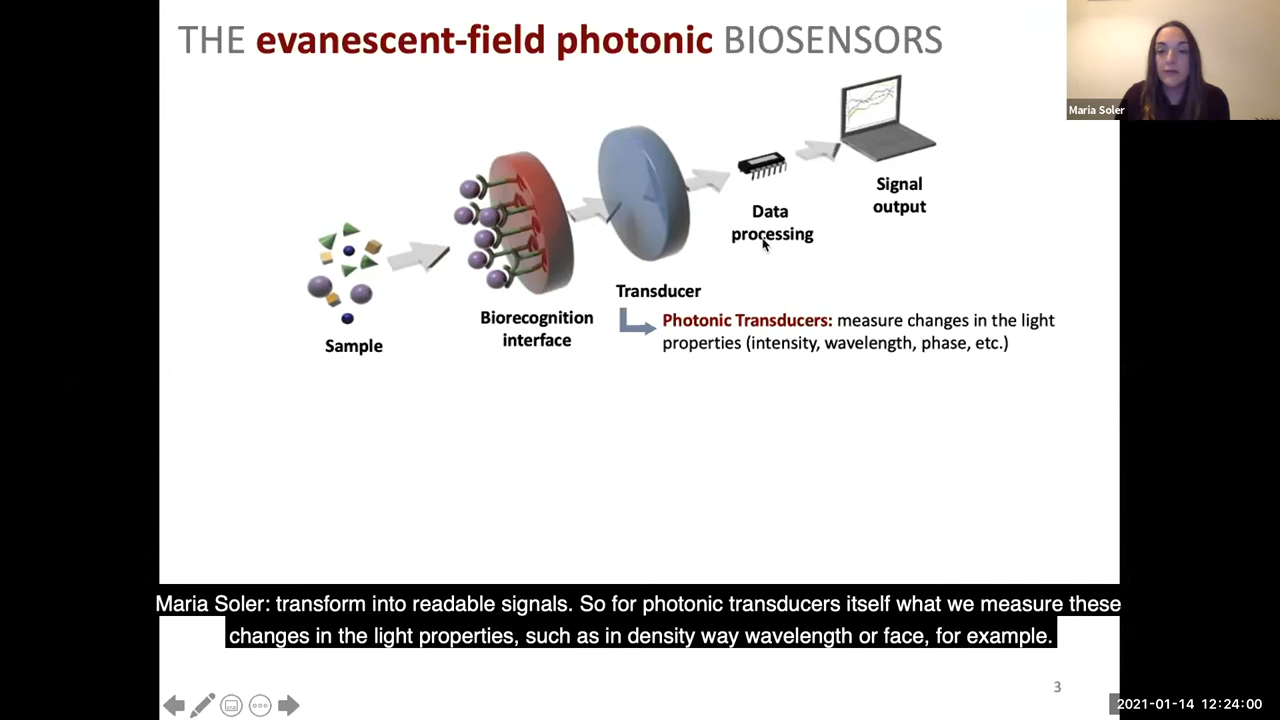 THE evanescent-field photonic BIOSENSORS
Maria Soler
Signal
output
Data
processing
Transducer
Biorecognition
interface
Photonic Transducers: measure changes in the light
properties (intensity, wavelength, phase, etc.)
Sample
Maria Soler: transform into readable signals. So for photonic transducers itself what we measure these
changes in the light properties, such as in density way wavelength or face, for example.
3
2021-01-14 12:24:00